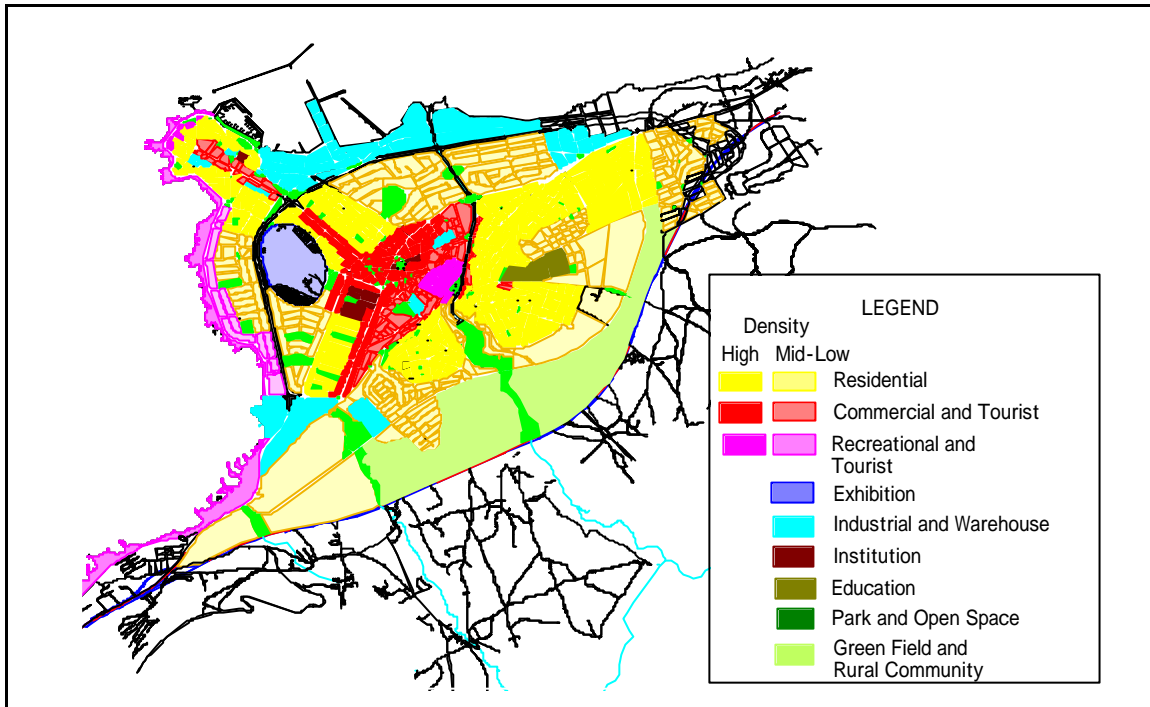 LEGEND
Density
High Mid-Low
Residential
Commercial and Tourist
Recreational and
Tourist
Exhibition
Industrial and Warehouse
Institution
Education
Park and Open Space
Green Field and
Rural Community